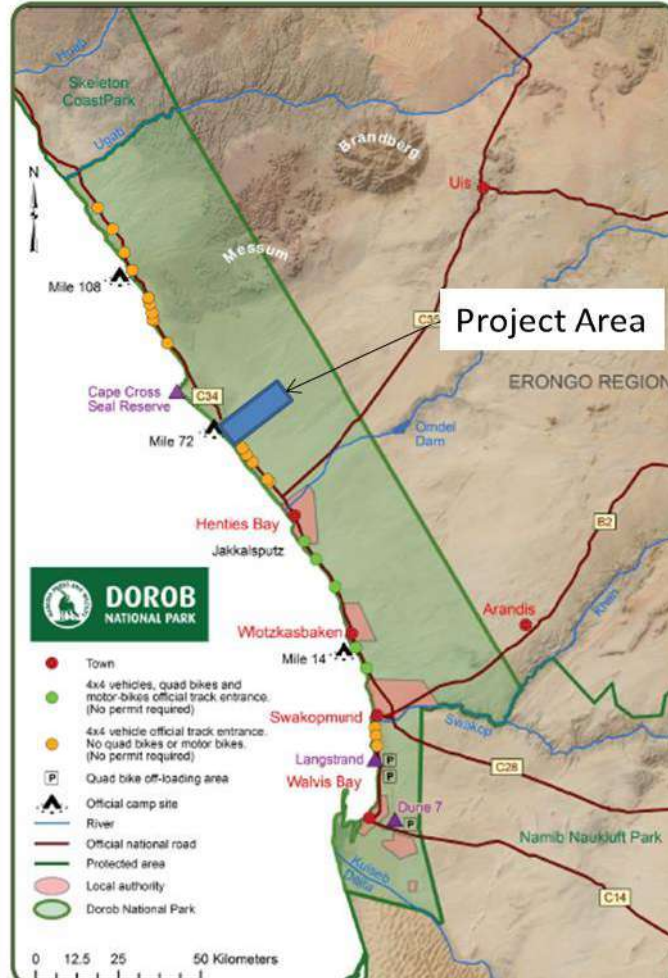 Huab
Skeleton
CoastPark
Ugab
Brandberg
Uis
N
Messum
Mile 108
C35
Project Area
Cape Cross
Seal Reserve
C34
ERONGO REGION
Mile 72
Omdel
Dam
Henties Bay
B2
Jakkalsputz
DOROB
NATIONAL PARK
Wlotzkasbaken
Arandis
Khan
Mile 14
Town
4x4 vehicles, quad bikes and
motor-bikes official track entrance.
(No permit required)
Swakopmund
Swakop
4x4 vehicle official track entrance.
No quad bikes or motor bikes.
(No permit required)
Langstrand
P
P
C28
P
Quad bike off-loading area
Walvis Bay
Official camp site
Dune 7
P
River
Namib Naukluft Park
Official national road
Protected area
Kuiseb
Delta
Local authority
C14
Dorob National Park
0 12.5 25 50 Kilometers